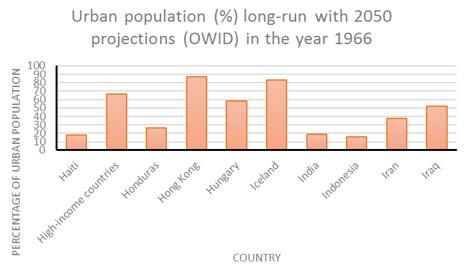 Urban population (%) long-run with 2050
projections (OWID) in the year 1966
PERCENTAGE OF URBAN POPULATION
90
80
70
60
50
40
30
20
10
0
Haiti
High-income countries
Honduras
Hong Kong
Hungary
Iceland
India
Indonesia
Iran
Iraq
COUNTRY